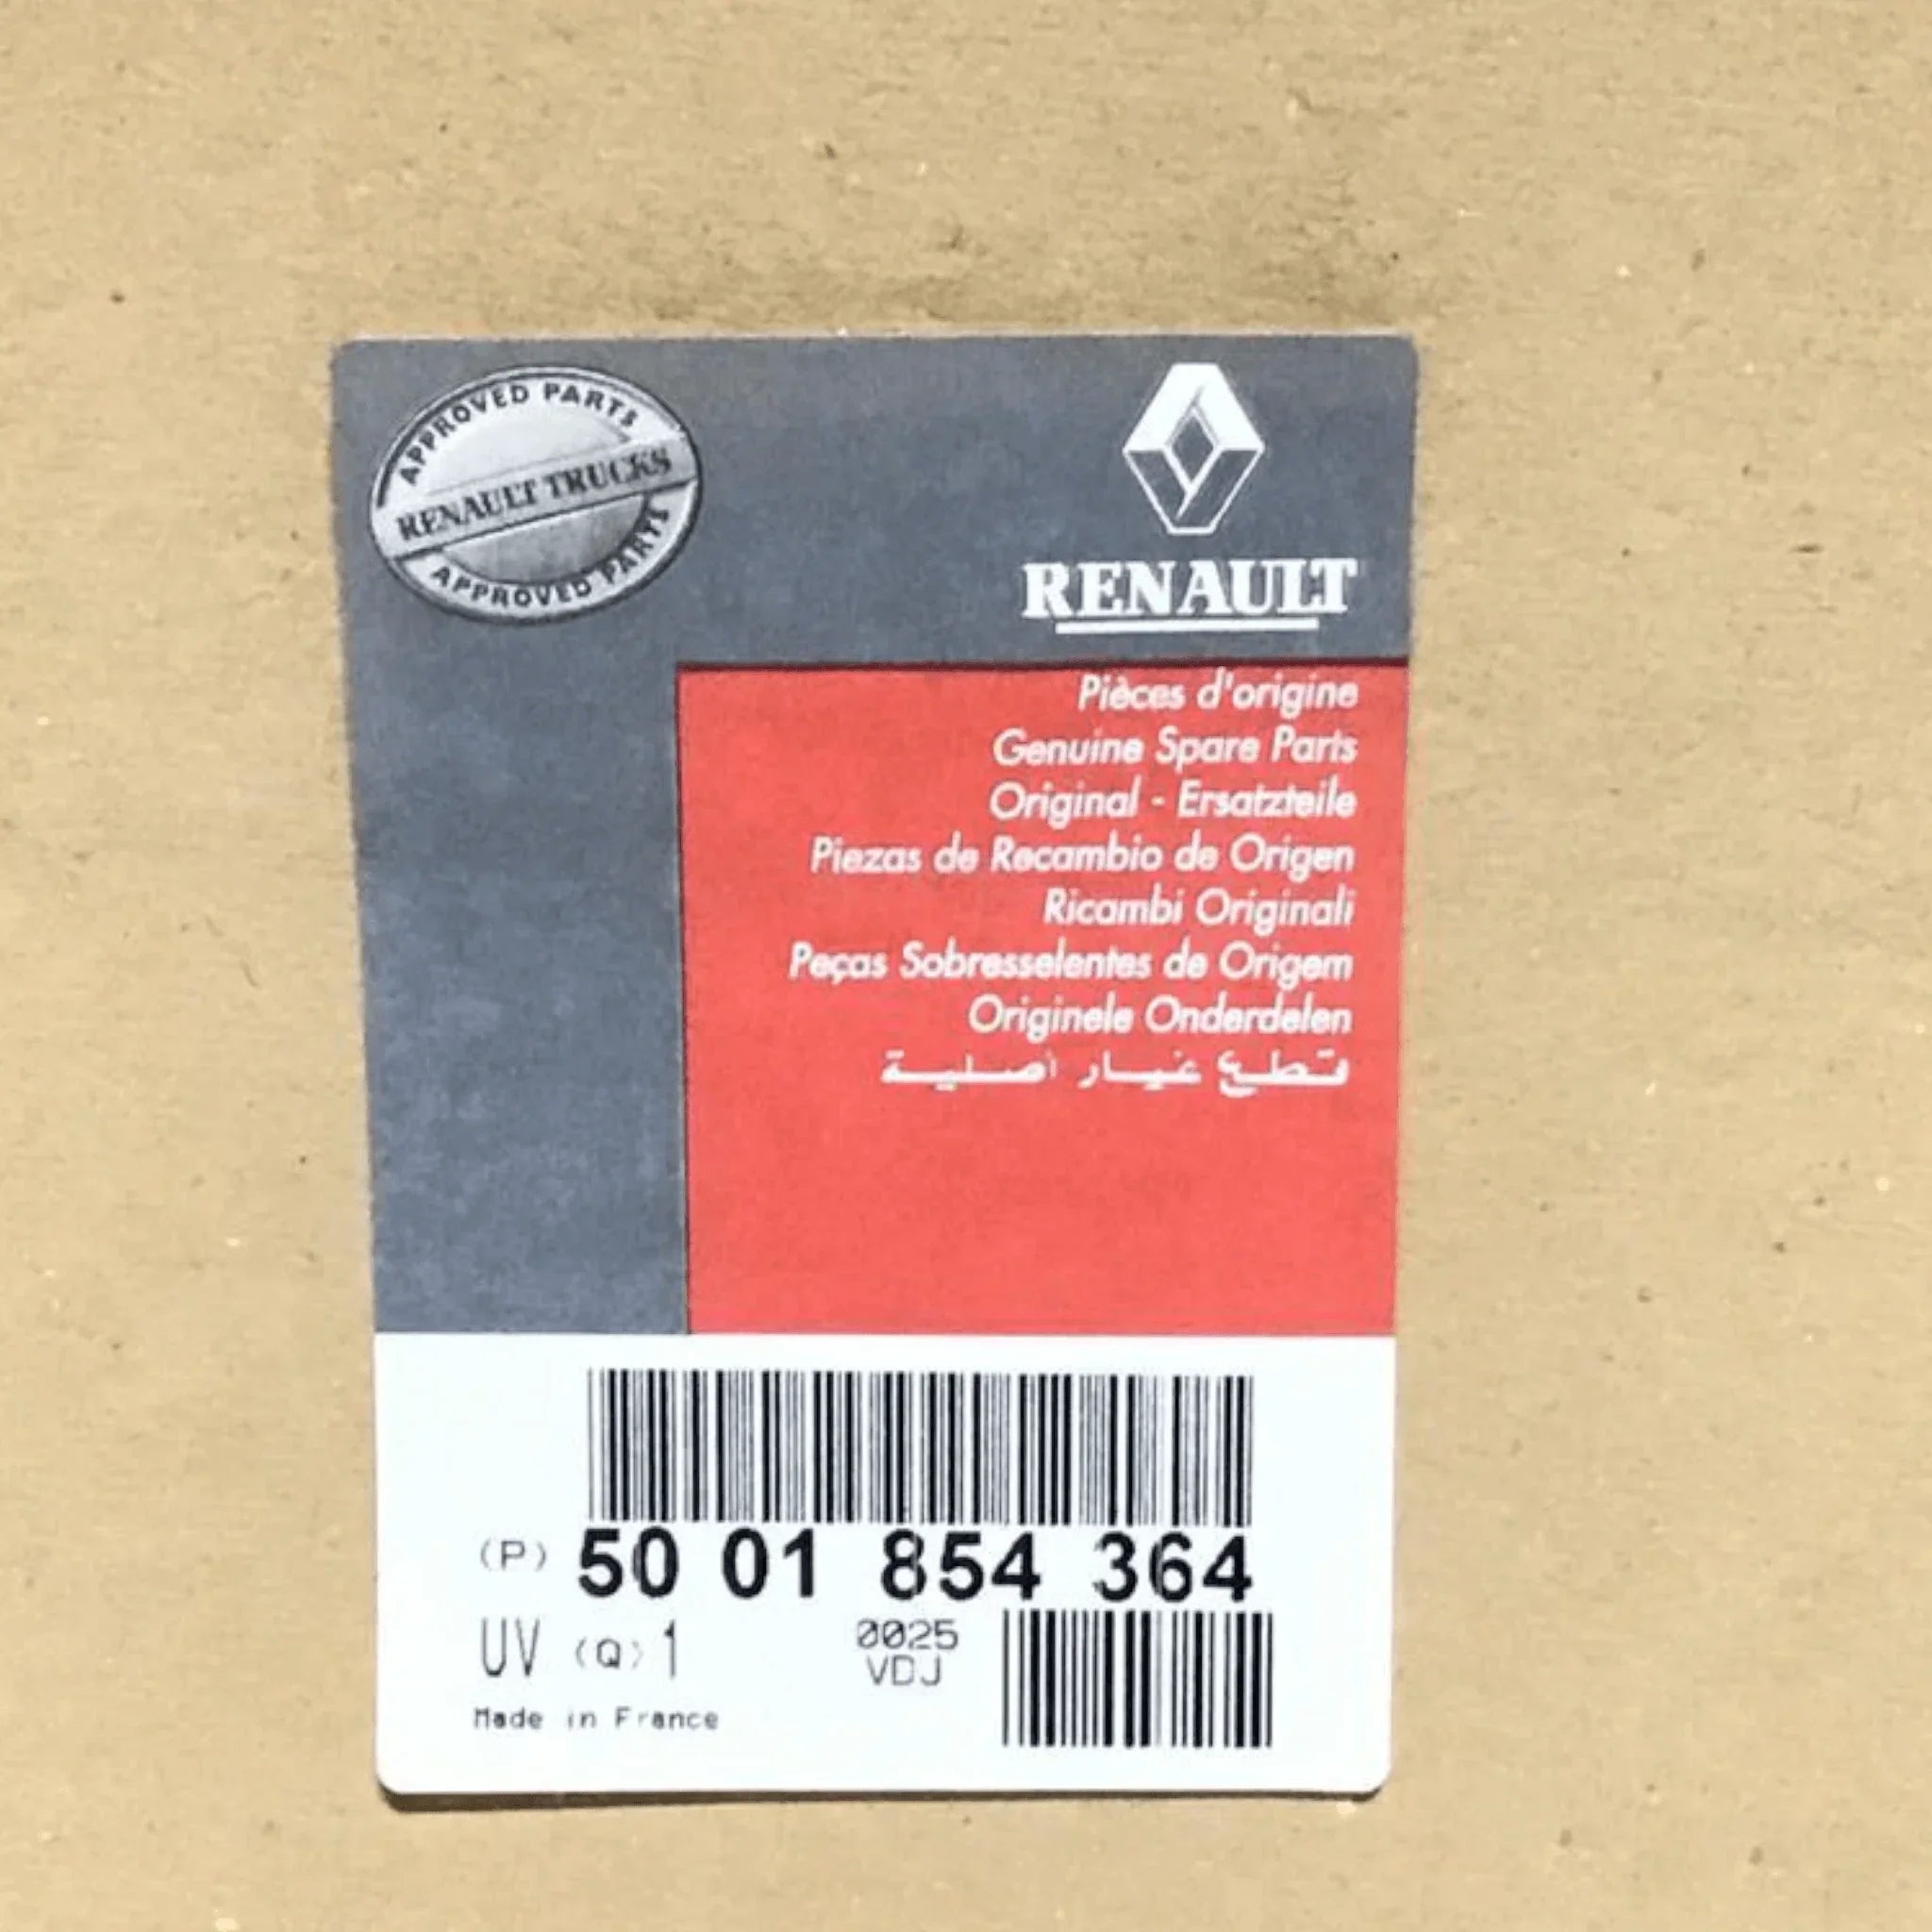 APPROVED PARTS
RENAULT TRUCKS
APPROVED PARTS
RENAULT
Pièces d'origine
Genuine Spare Parts
Original - Ersatzteile
Piezas de Recambio de Origen
Ricambi Originali
Peças Sobresselentes de Origem
Originele Onderdelen
قطع غيار أصلية
(P) 50 01 854 364
UV (Q) 1
0025
VDJ
Made in France